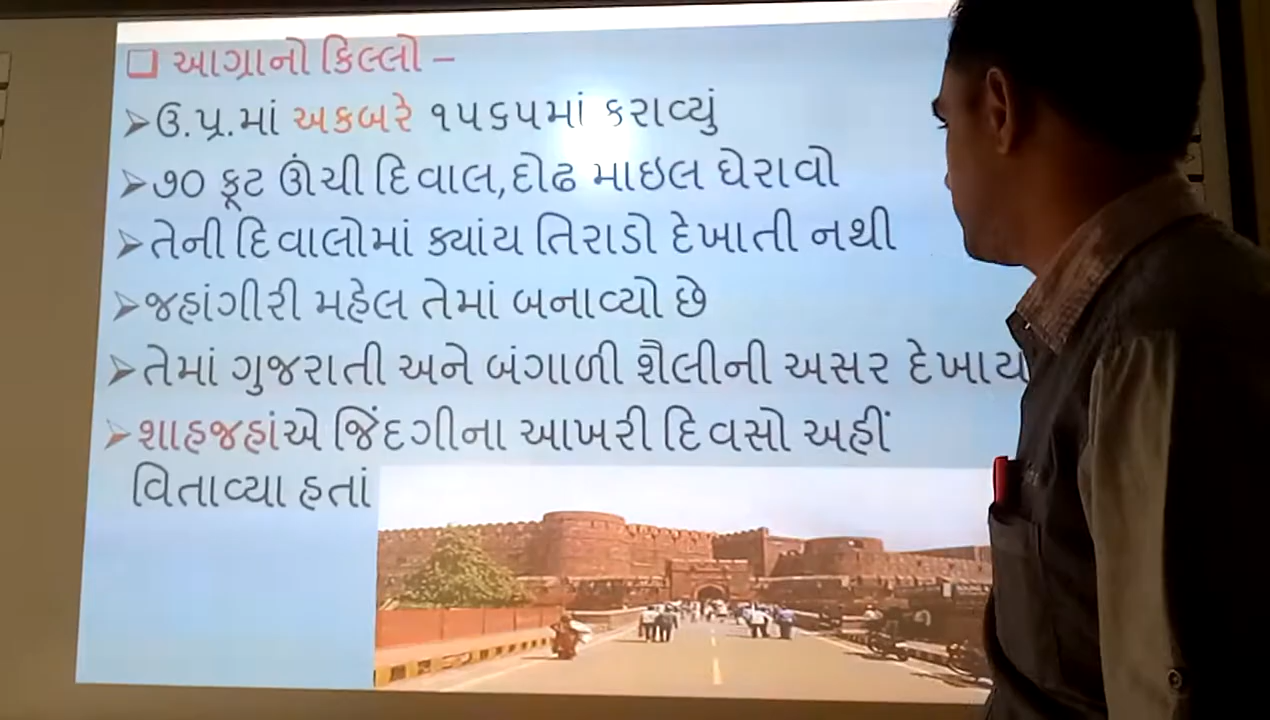 ❑ આગ્રાનો કિલ્લો –
➢ ઉ.પ્ર.માં અકબરે ૧૫૬૫માં કરાવ્યું
➢ ૭૦ ફૂટ ઊંચી દિવાલ,દોઢ માઇલ ઘેરાવો
➢ તેની દિવાલોમાં ક્યાંય તિરાડો દેખાતી નથી
➢ જહાંગીરી મહેલ તેમાં બનાવ્યો છે
➢ તેમાં ગુજરાતી અને બંગાળી શૈલીની અસર દેખાય
➢ શાહજહાંએ જિંદગીના આખરી દિવસો અહીં
વિતાવ્યા હતાં